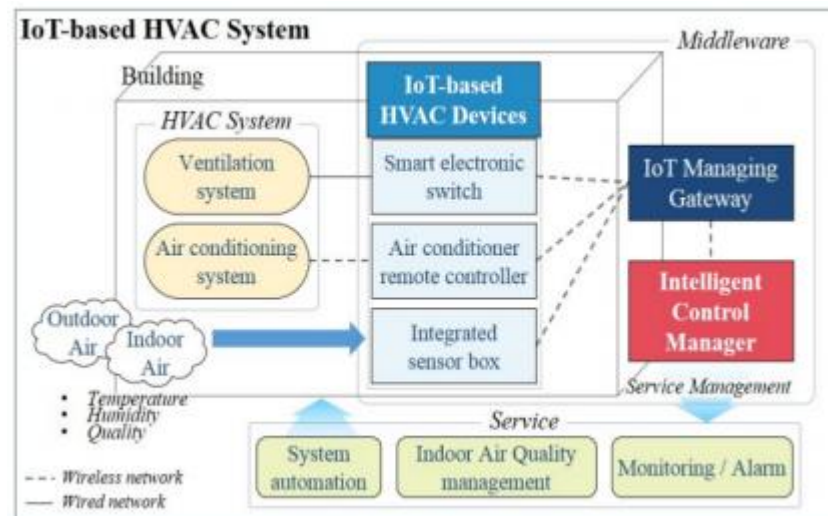 IoT-based HVAC System
Middleware
Building
IoT-based
HVAC Devices
HVAC System
Ventilation
system
Smart electronic
switch
IoT Managing
Gateway
Air conditioning
system
Air conditioner
remote controller
Intelligent
Control
Manager
Outdoor
Air
Indoor
Air
Integrated
sensor box
• Temperature
• Humidity
• Quality
Service Management
Service
System
automation
Indoor Air Quality
management
Monitoring / Alarm
Wireless network
Wired network